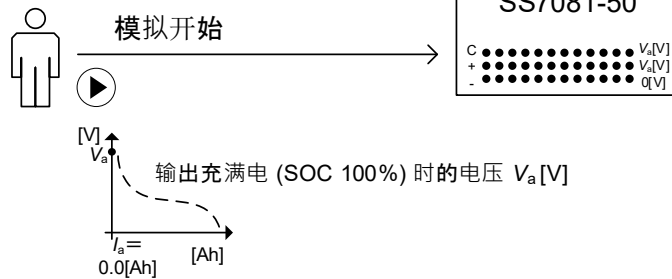 SS7081-50
模拟开始
C Va[V]
+ Va[V]
- 0[V]
[V]
Va
输出充满电 (SOC 100%) 时的电压 Va [V]
Ia=
0.0[Ah]
[Ah]